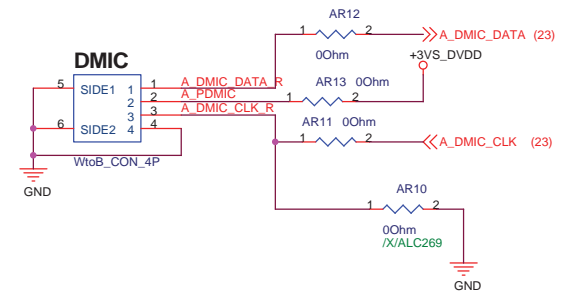 AR12
1 2 A_DMIC_DATA (23)
0Ohm +3VS_DVDD
DMIC
5 SIDE1 1 1 A_DMIC_DATA_R AR13 0Ohm
2 2 A_PDMIC 1 2
3 3 A_DMIC_CLK_R
6 SIDE2 4 4 AR11 0Ohm
1 2 A_DMIC_CLK (23)
WtoB_CON_4P
GND
AR10
1 2
0Ohm
/X/ALC269
GND